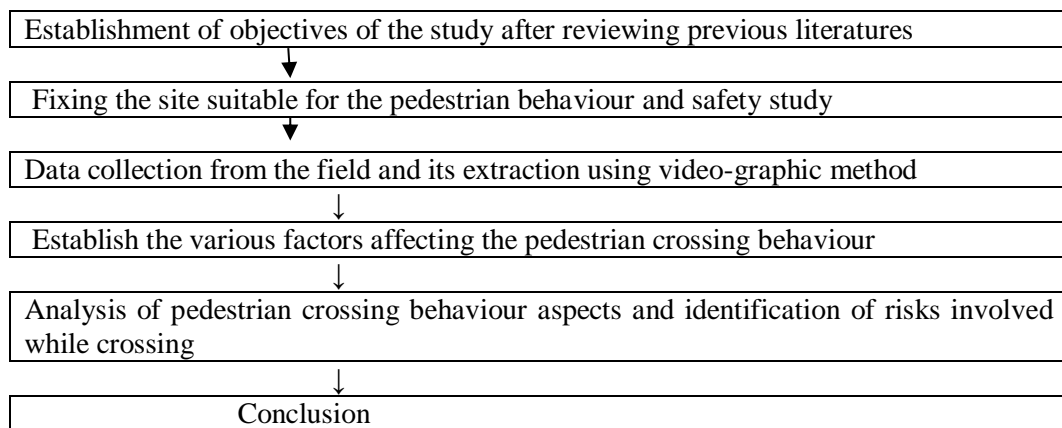 Establishment of objectives of the study after reviewing previous literatures
Fixing the site suitable for the pedestrian behaviour and safety study
Data collection from the field and its extraction using video-graphic method
↓
Establish the various factors affecting the pedestrian crossing behaviour
↓
Analysis of pedestrian crossing behaviour aspects and identification of risks involved
while crossing
↓
Conclusion